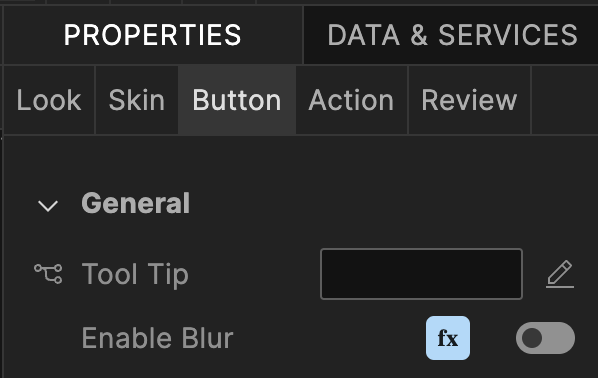 PROPERTIES DATA & SERVICES
Look Skin Button Action Review
General
Tool Tip
Enable Blur fx